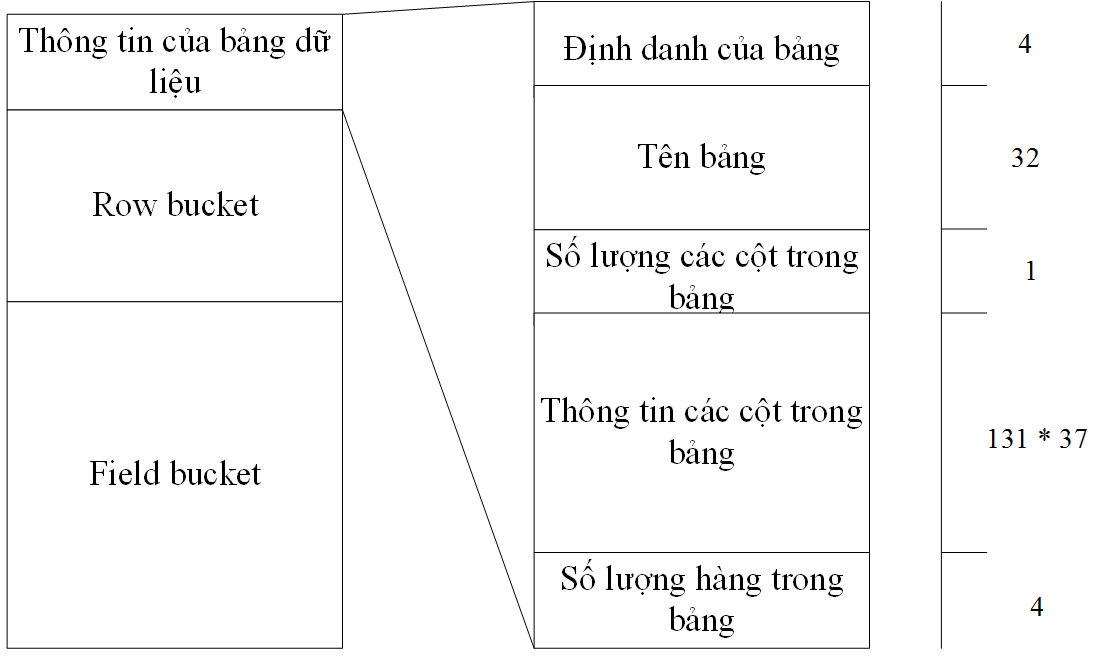 Thông tin của bảng dữ
liệu
Row bucket
Field bucket
Định danh của bảng
Tên bảng
Số lượng các cột trong
bảng
Thông tin các cột trong
bảng
Số lượng hàng trong
bảng
4
32
1
131 * 37
4